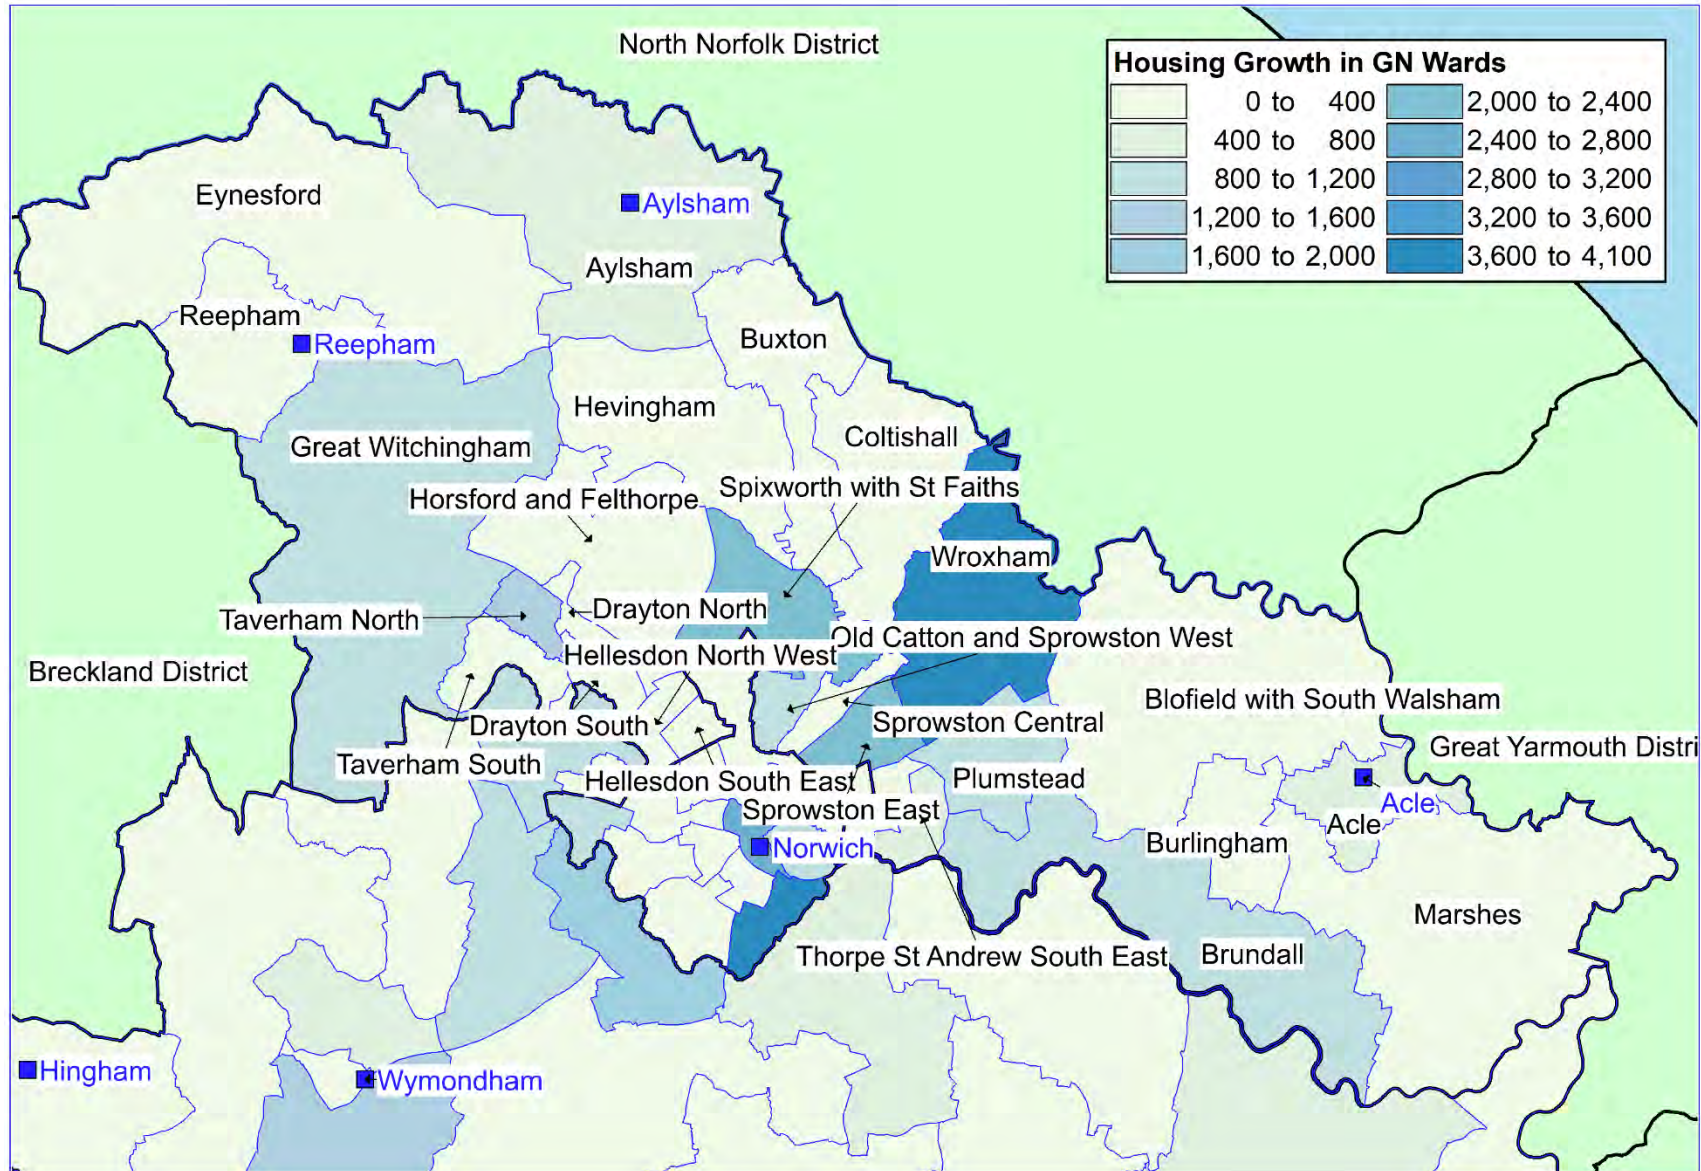 North Norfolk District
Housing Growth in GN Wards
0 to 400
2,000 to 2,400
400 to 800
2,400 to 2,800
800 to 1,200
2,800 to 3,200
1,200 to 1,600
3,200 to 3,600
1,600 to 2,000
3,600 to 4,100
Eynesford
Aylsham
Aylsham
Reepham
Reepham
Buxton
Hevingham
Coltishall
Great Witchingham
Spixworth with St Faiths
Horsford and Felthorpe
Wroxham
Drayton North
Taverham North
Old Catton and Sprowston West
Hellesdon North West
Breckland District
Blofield with South Walsham
Drayton South
Sprowston Central
Great Yarmouth Distri
Taverham South
Hellesdon South East
Plumstead
Acle
Sprowston East
Acle
Norwich
Burlingham
Marshes
Thorpe St Andrew South East
Brundall
Hingham
Wymondham